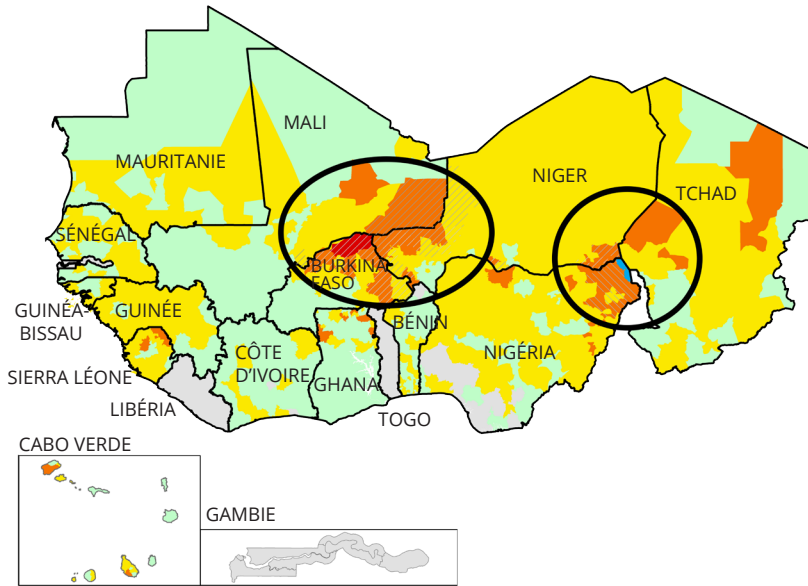 MALI
MAURITANIE
NIGER
TCHAD
SÉNÉGAL
BURKINA
FASO
GUINÉA-
BISSAU
GUINÉE
BÉNIN
NIGÉRIA
CÔTE
D'IVOIRE
GHANA
SIERRA LÉONE
LIBÉRIA
TOGO
CABO VERDE
GAMBIE